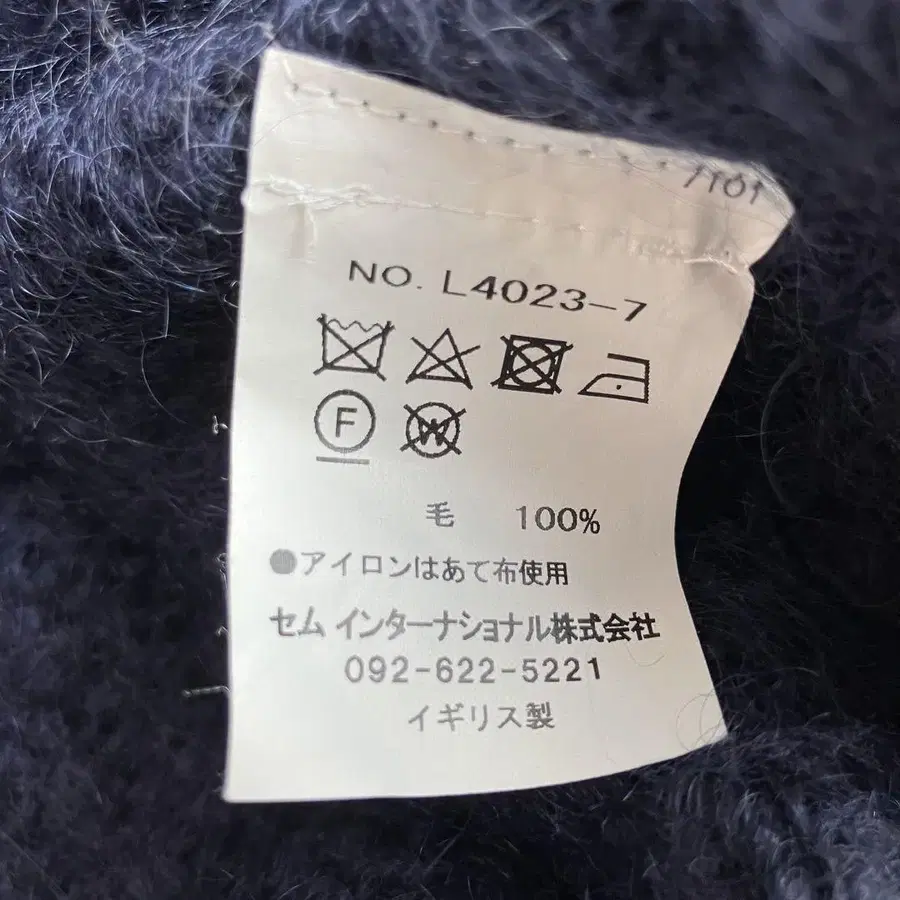 7101
NO. L4023-7
F W
毛 100%
●アイロンはあて布使用
セム インターナショナル株式会社
092-622-5221
イギリス製